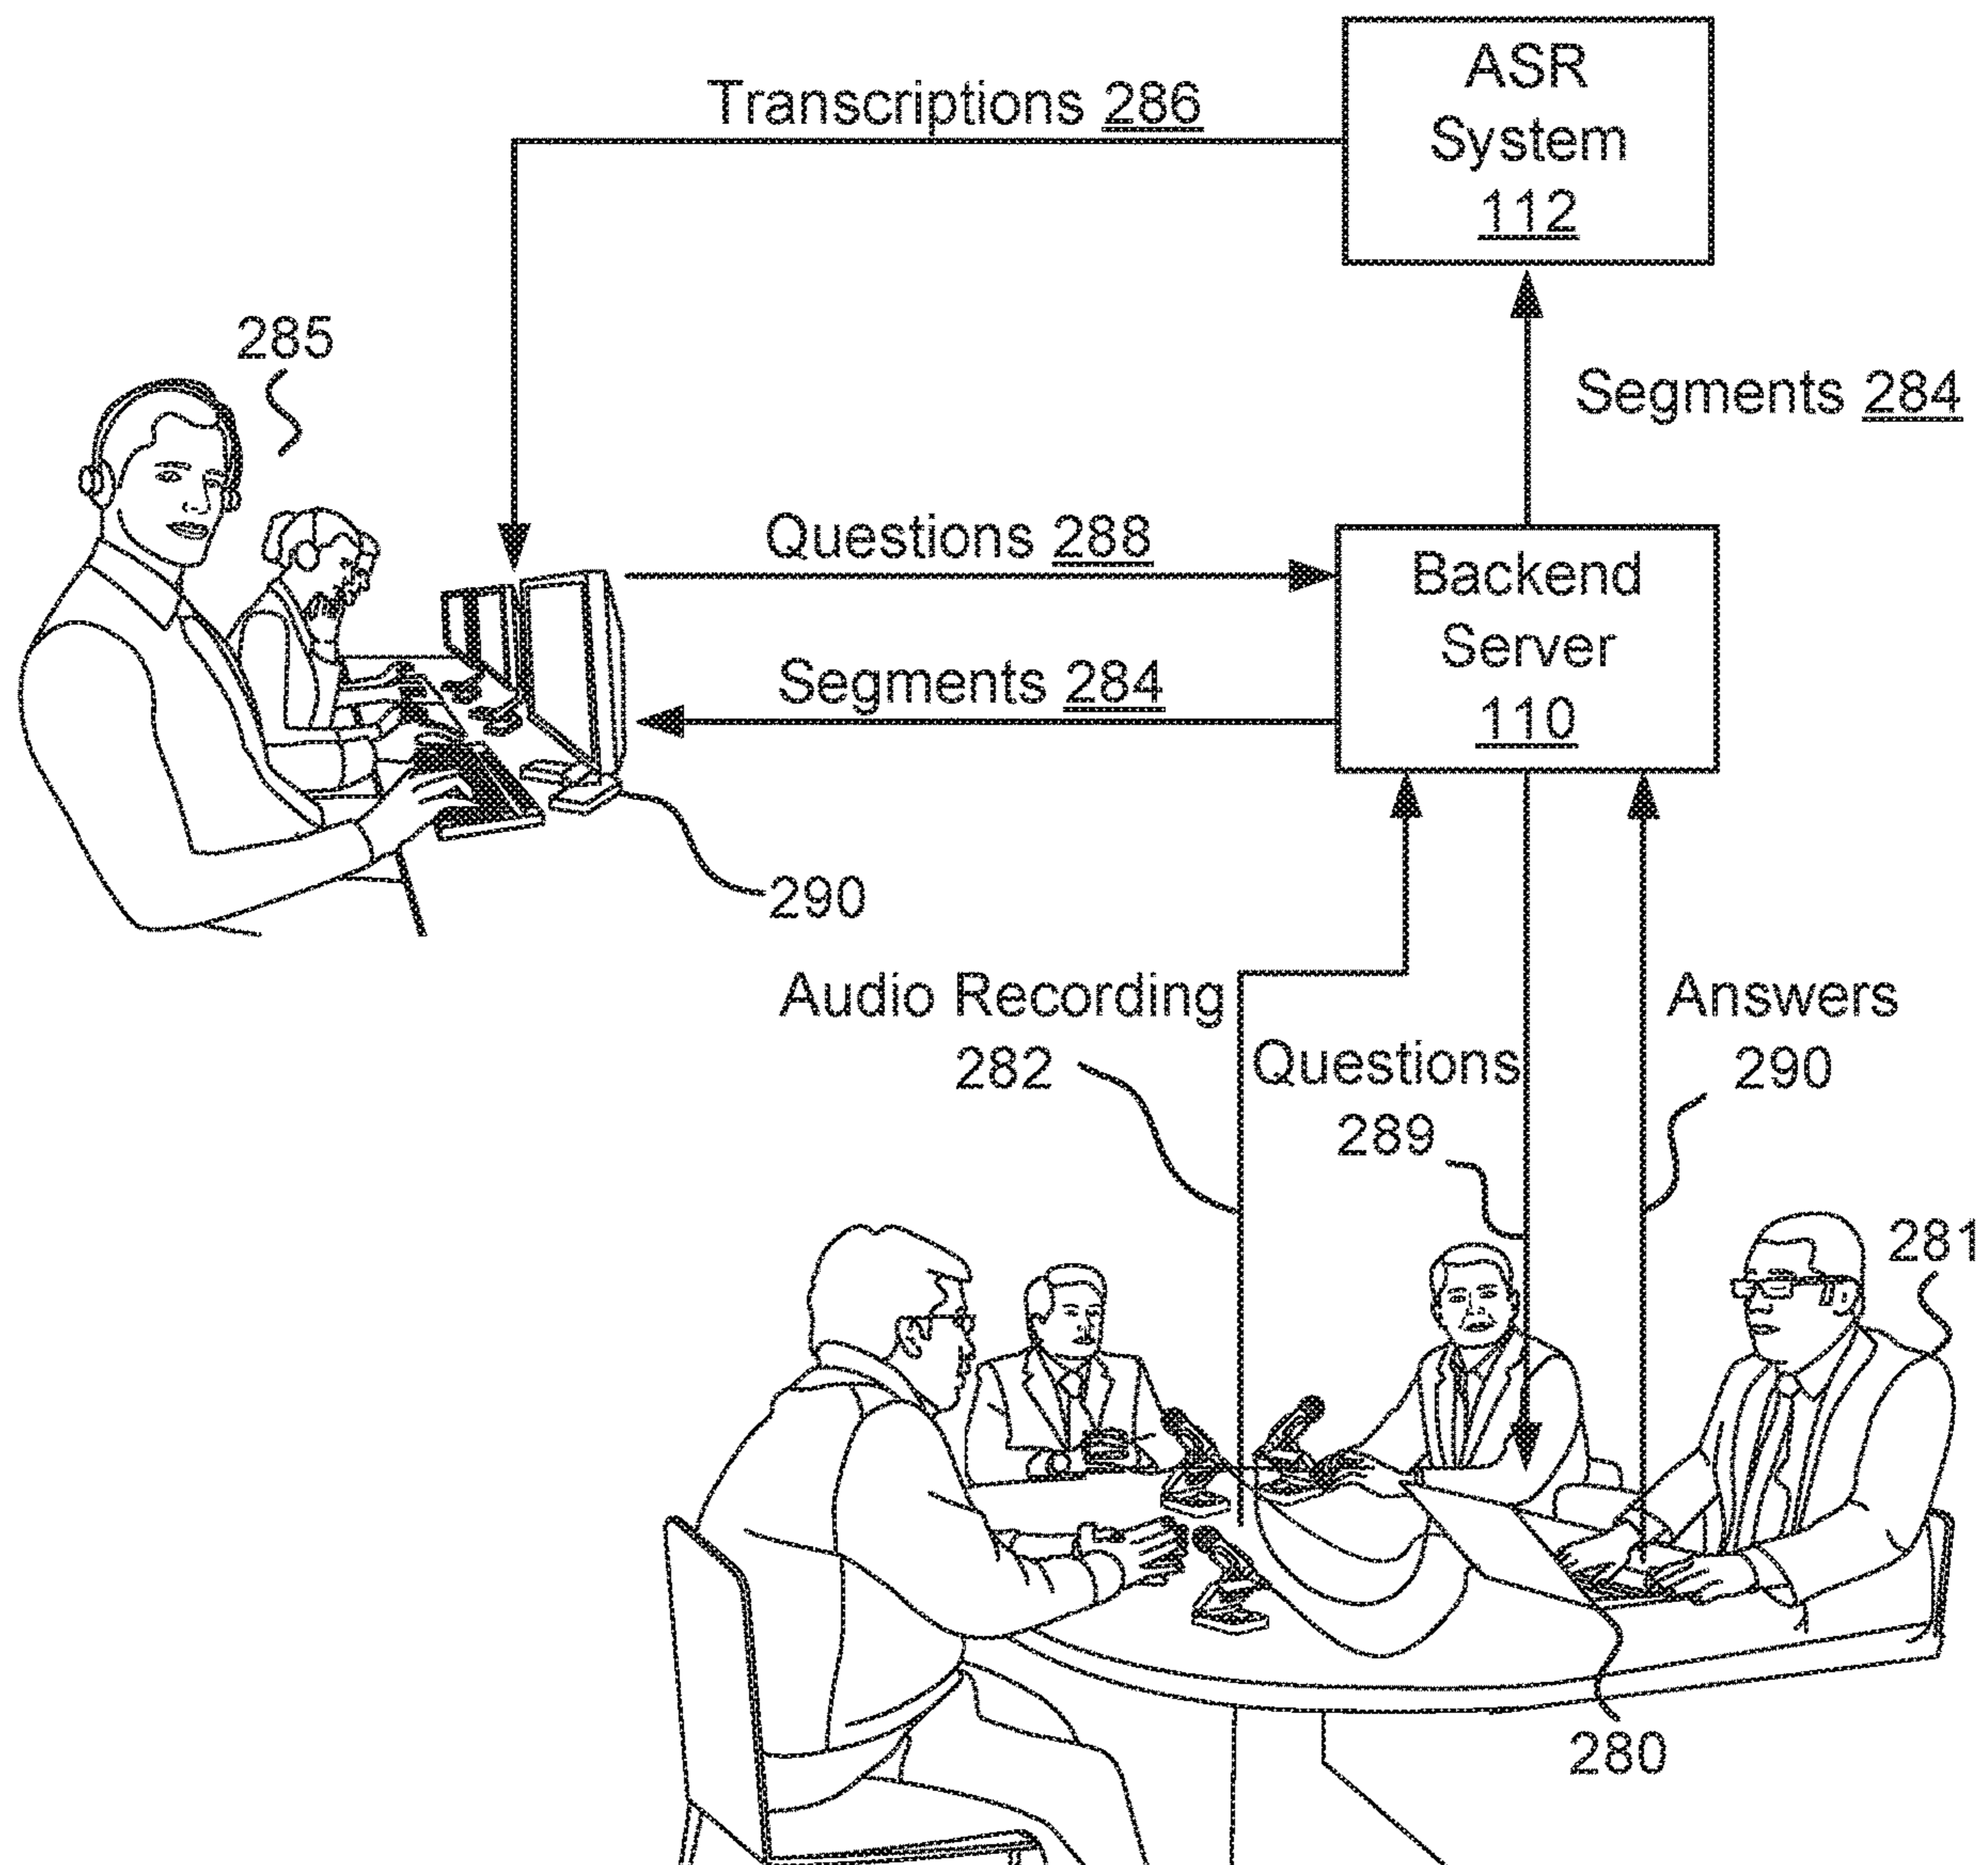 ASR
System
112
Transcriptions 286
285
Segments 284
Questions 288
Backend
Server
110
Segments 284
290
Audio Recording
282
Questions
289
Answers
290
281
280